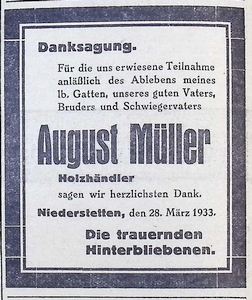 Danksagung.
Für die uns erwiesene Teilnahme
anläßlich des Ablebens meines
lb. Gatten, unseres guten Vaters,
Bruders und Schwiegervaters
August Müller
Holzhändler
sagen wir herzlichsten Dank.
Niederstetten, den 28. März 1933.
Die trauernden
Hinterbliebenen.